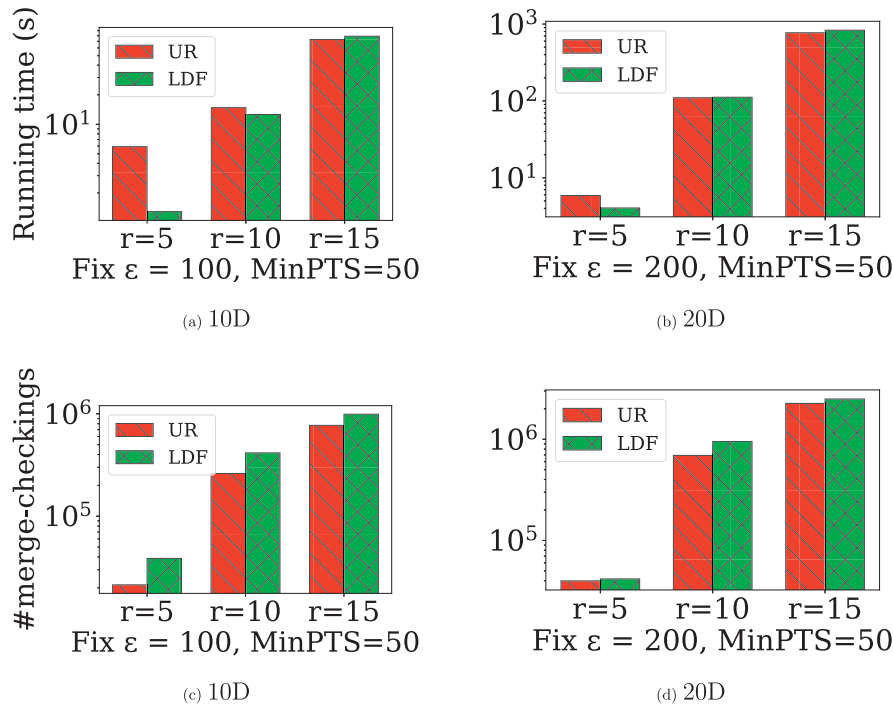 Running time (s)
10^1
UR
LDF
r=5 r=10 r=15
Fix ε = 100, MinPTS=50
(a) 10D
10^3
10^2
10^1
UR
LDF
r=5 r=10 r=15
Fix ε = 200, MinPTS=50
(b) 20D
#merge-checkings
10^6
10^5
UR
LDF
r=5 r=10 r=15
Fix ε = 100, MinPTS=50
(c) 10D
10^6
10^5
UR
LDF
r=5 r=10 r=15
Fix ε = 200, MinPTS=50
(d) 20D